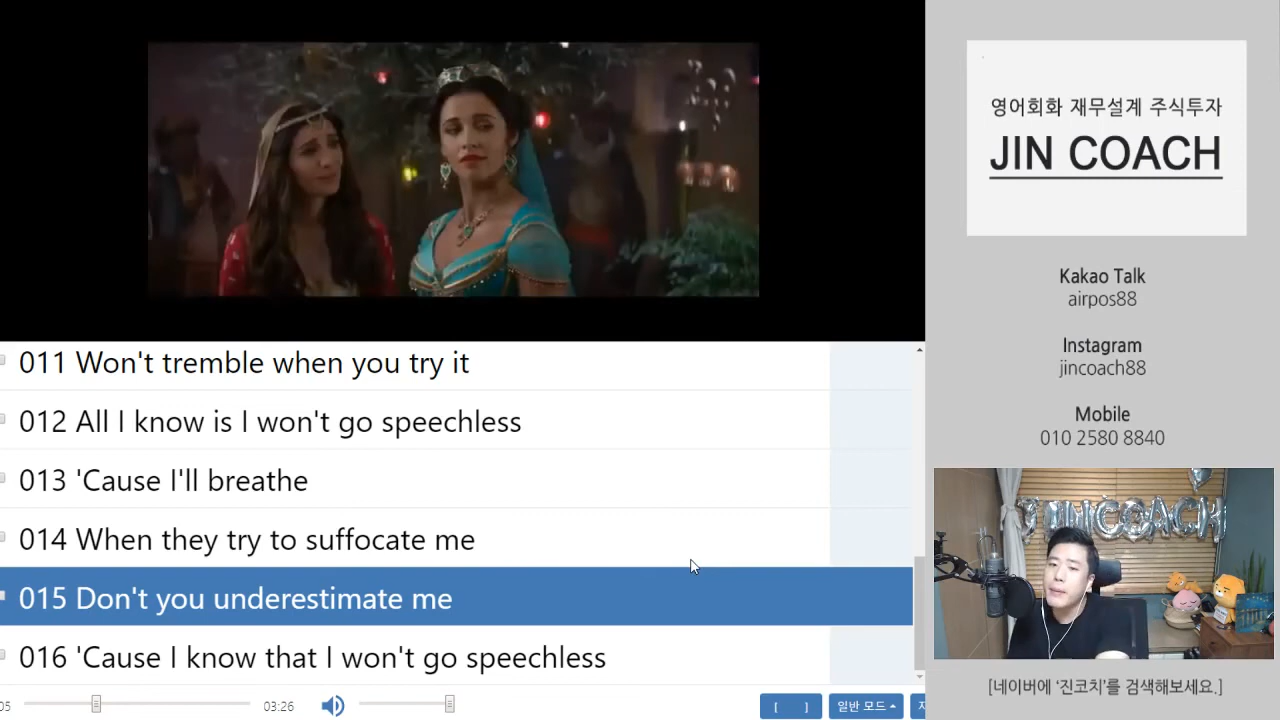 영어회화 재무설계 주식투자
JIN COACH
Kakao Talk
airpos88
Instagram
jincoach88
Mobile
010 2580 8840
011 Won't tremble when you try it
012 All I know is I won't go speechless
013 'Cause I'll breathe
014 When they try to suffocate me
015 Don't you underestimate me
016 'Cause I know that I won't go speechless
JINCOACH
[네이버에 '진코치'를 검색해보세요.]
05
03:26
[ ]
일반 모드